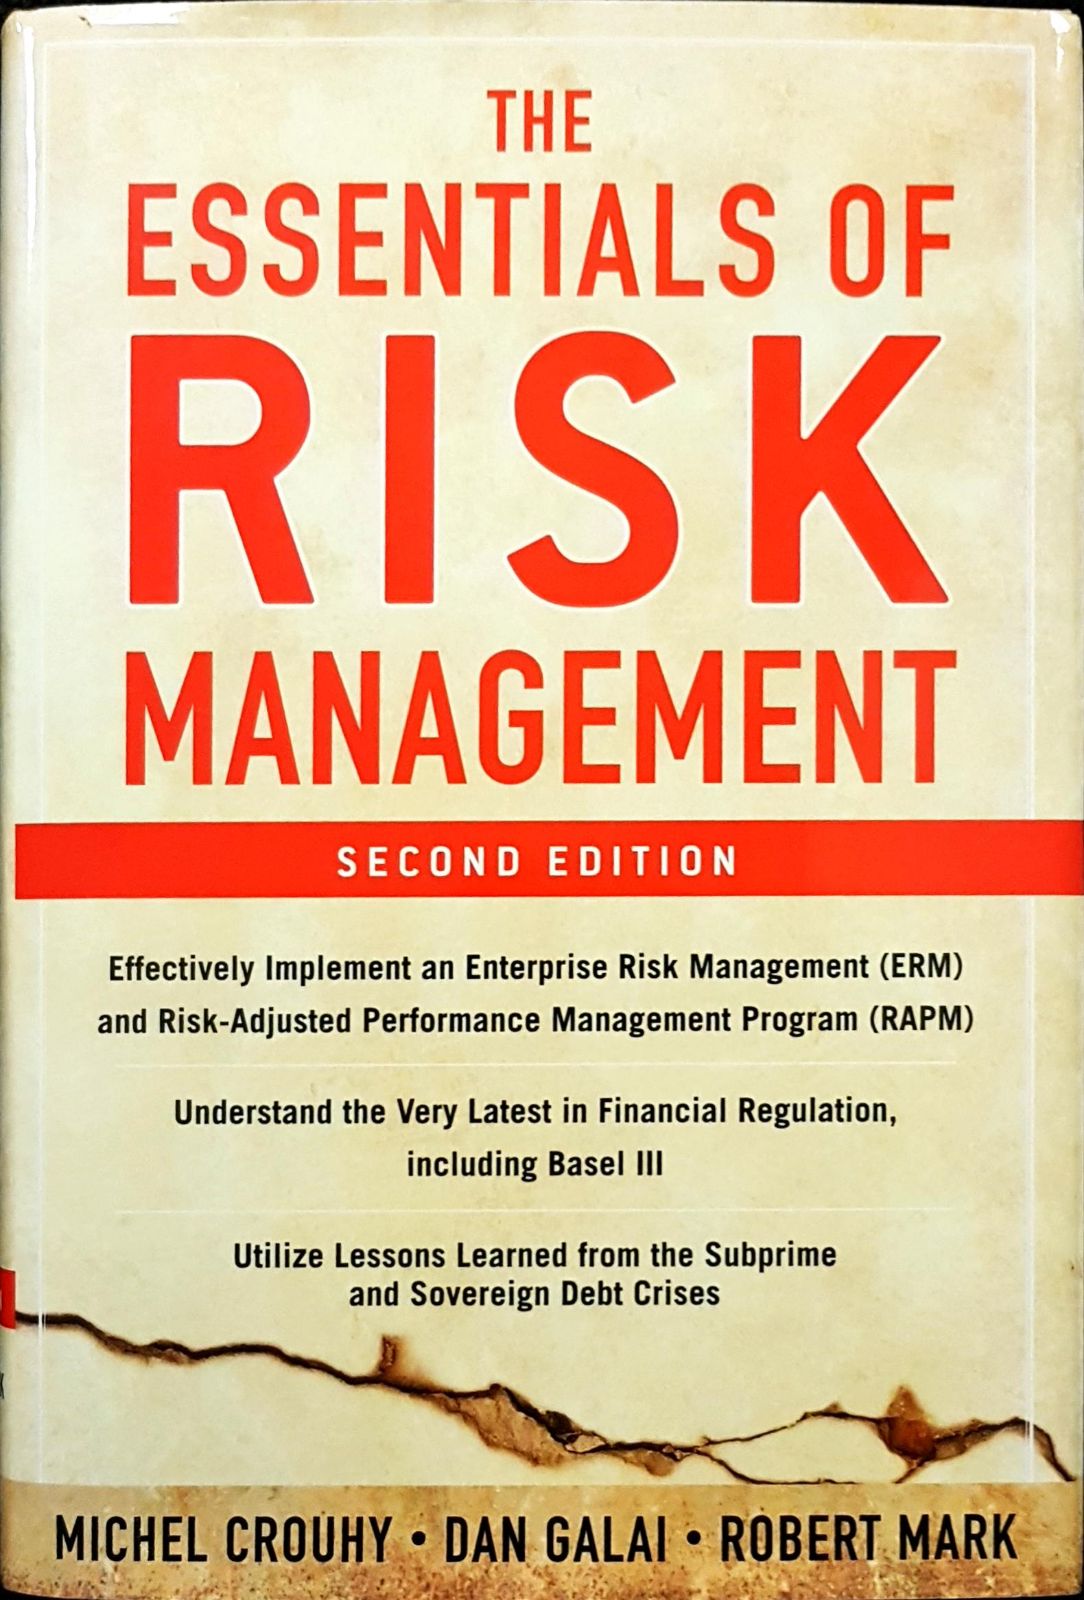 THE
ESSENTIALS OF
RISK
MANAGEMENT
SECOND EDITION
Effectively Implement an Enterprise Risk Management (ERM)
and Risk-Adjusted Performance Management Program (RAPM)
Understand the Very Latest in Financial Regulation,
including Basel III
Utilize Lessons Learned from the Subprime
and Sovereign Debt Crises
MICHEL CROUHY • DAN GALAI • ROBERT MARK